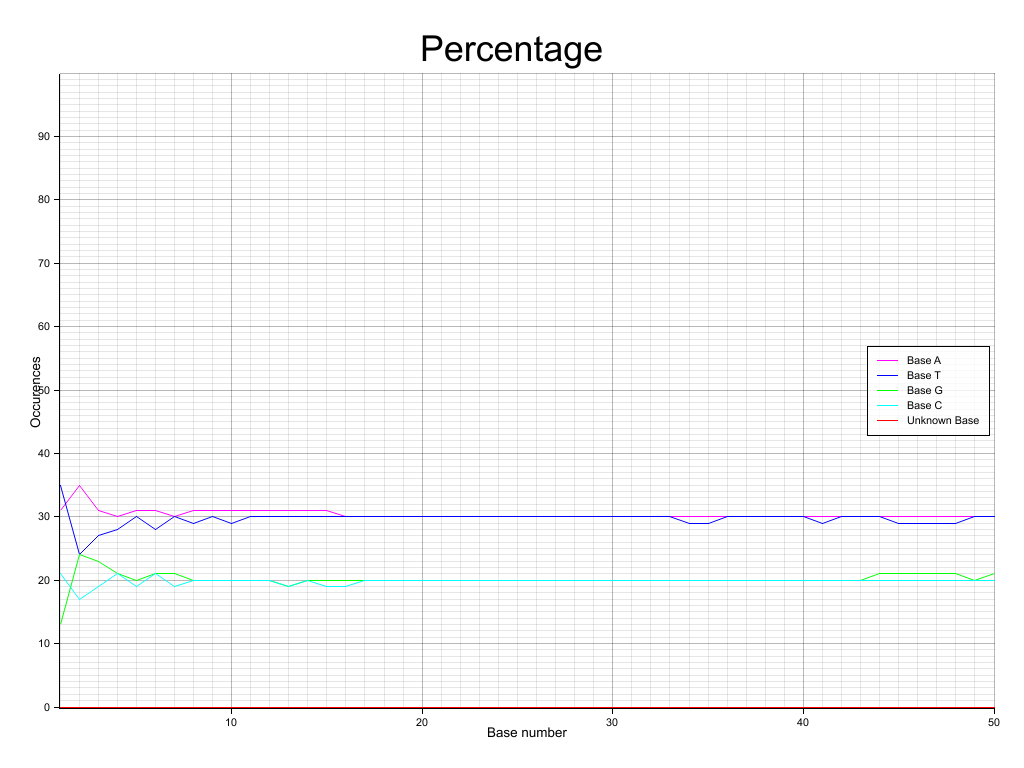 Percentage
90
80
70
60
50
40
30
20
10
0
Occurences
10 20 30 40 50
Base number
Base A
Base T
Base G
Base C
Unknown Base